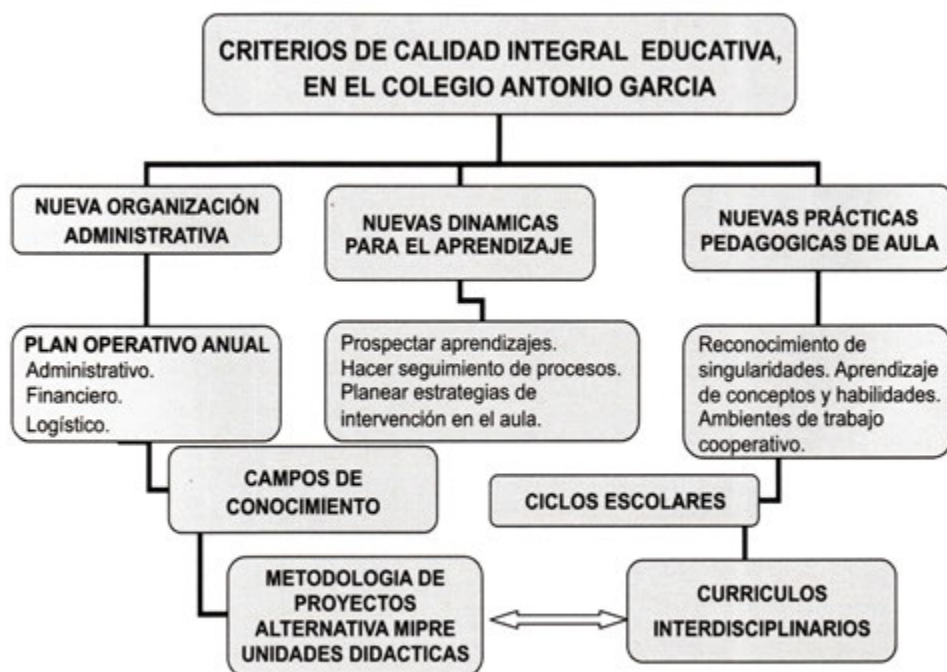 CRITERIOS DE CALIDAD INTEGRAL EDUCATIVA,
EN EL COLEGIO ANTONIO GARCIA
NUEVA ORGANIZACIÓN
ADMINISTRATIVA
NUEVAS DINAMICAS
PARA EL APRENDIZAJE
NUEVAS PRÁCTICAS
PEDAGOGICAS DE AULA
PLAN OPERATIVO ANUAL
Administrativo.
Financiero.
Logístico.
Prospectar aprendizajes.
Hacer seguimiento de procesos.
Planear estrategias de
intervención en el aula.
Reconocimiento de
singularidades. Aprendizaje
de conceptos y habilidades.
Ambientes de trabajo
cooperativo.
CAMPOS DE
CONOCIMIENTO
CICLOS ESCOLARES
METODOLOGIA DE
PROYECTOS
ALTERNATIVA MIPRE
UNIDADES DIDACTICAS
CURRICULOS
INTERDISCIPLINARIOS